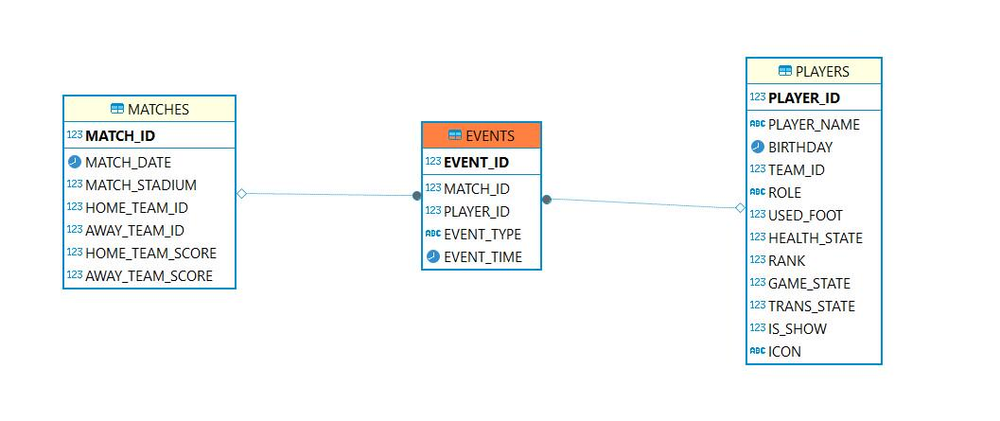 MATCHES
123 MATCH_ID
MATCH_DATE
123 MATCH_STADIUM
123 HOME_TEAM_ID
123 AWAY_TEAM_ID
123 HOME_TEAM_SCORE
123 AWAY_TEAM_SCORE
EVENTS
123 EVENT_ID
123 MATCH_ID
123 PLAYER_ID
ABC EVENT_TYPE
EVENT_TIME
PLAYERS
123 PLAYER_ID
ABC PLAYER_NAME
BIRTHDAY
123 TEAM_ID
ABC ROLE
123 USED_FOOT
123 HEALTH_STATE
123 RANK
123 GAME_STATE
123 TRANS_STATE
123 IS_SHOW
ABC ICON